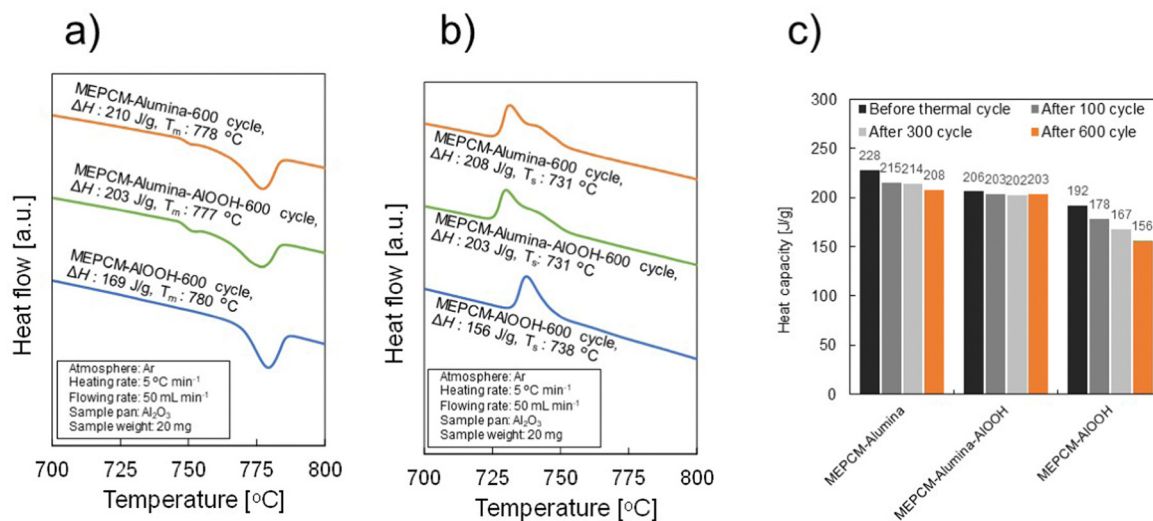 a)
MEPCM-Alumina-600 cycle,
ΔH : 210 J/g, Tm : 778 °C
MEPCM-Alumina-AlOOH-600 cycle,
ΔH : 203 J/g, Tm : 777 °C
MEPCM-AlOOH-600 cycle,
ΔH : 169 J/g, Tm : 780 °C
Atmosphere: Ar
Heating rate: 5 °C min⁻¹
Flowing rate: 50 mL min⁻¹
Sample pan: Al₂O₃
Sample weight: 20 mg
Heat flow [a.u.]
700 725 750 775 800
Temperature [°C]
b)
MEPCM-Alumina-600 cycle,
ΔH : 208 J/g, Ts : 731 °C
MEPCM-Alumina-AlOOH-600 cycle,
ΔH : 203 J/g, Ts : 731 °C
MEPCM-AlOOH-600 cycle,
ΔH : 156 J/g, Ts : 738 °C
Atmosphere: Ar
Heating rate: 5 °C min⁻¹
Flowing rate: 50 mL min⁻¹
Sample pan: Al₂O₃
Sample weight: 20 mg
Heat flow [a.u.]
700 725 750 775 800
Temperature [°C]
c)
Before thermal cycle After 100 cycle
After 300 cycle After 600 cyle
300
250
200
150
100
50
0
Heat capacity [J/g]
228 215 214 208
206 203 202 203
192 178 167 156
MEPCM-Alumina
MEPCM-Alumina-AlOOH
MEPCM-AlOOH